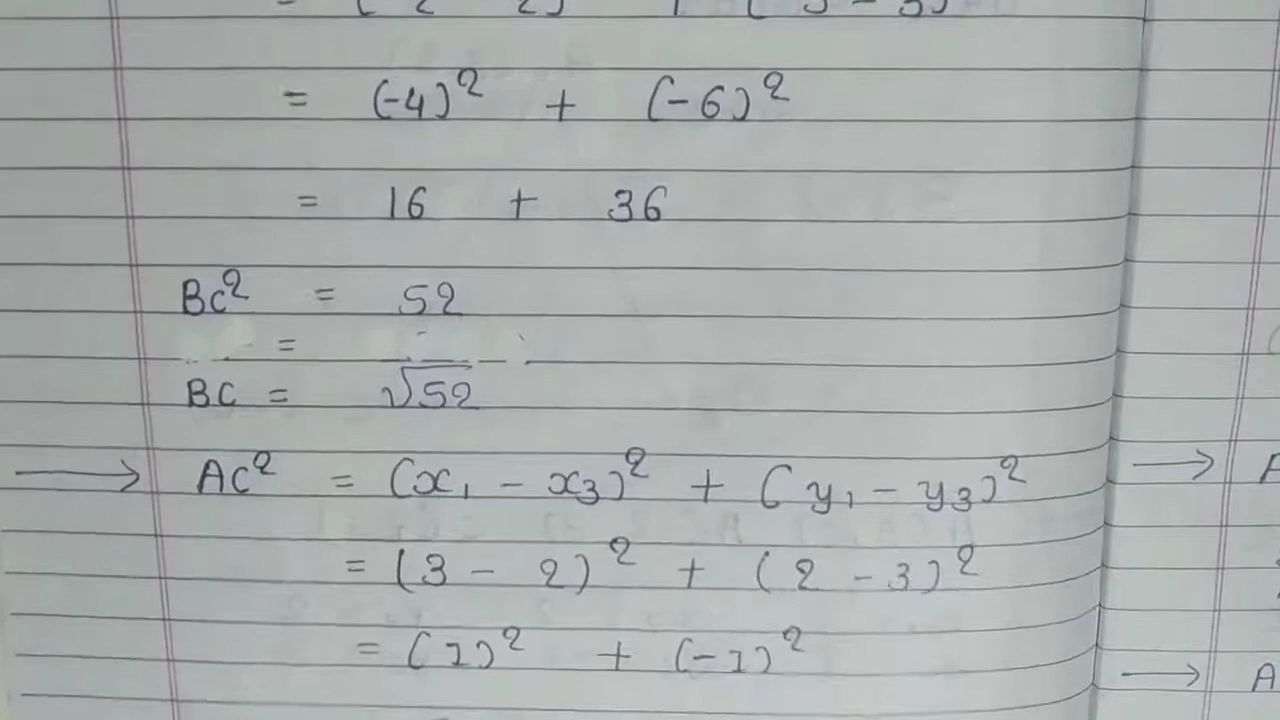 = (-4)² + (-6)²
= 16 + 36
BC² = 52
=
BC = √52
→ AC² = (x₁ - x₃)² + (y₁ - y₃)²
= (3 - 2)² + (2 - 3)²
= (1)² + (-1)²
→ A
→ A